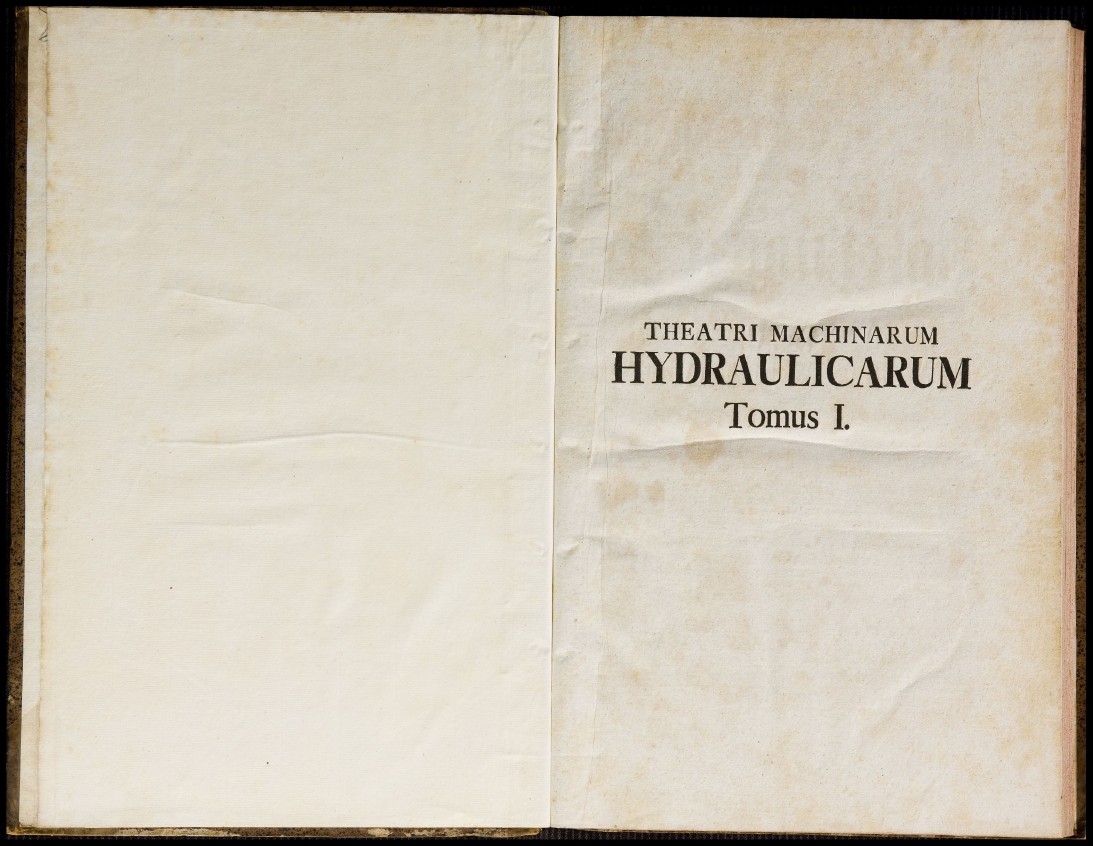 THEATRI MACHINARUM
HYDRAULICARUM
Tomus I.